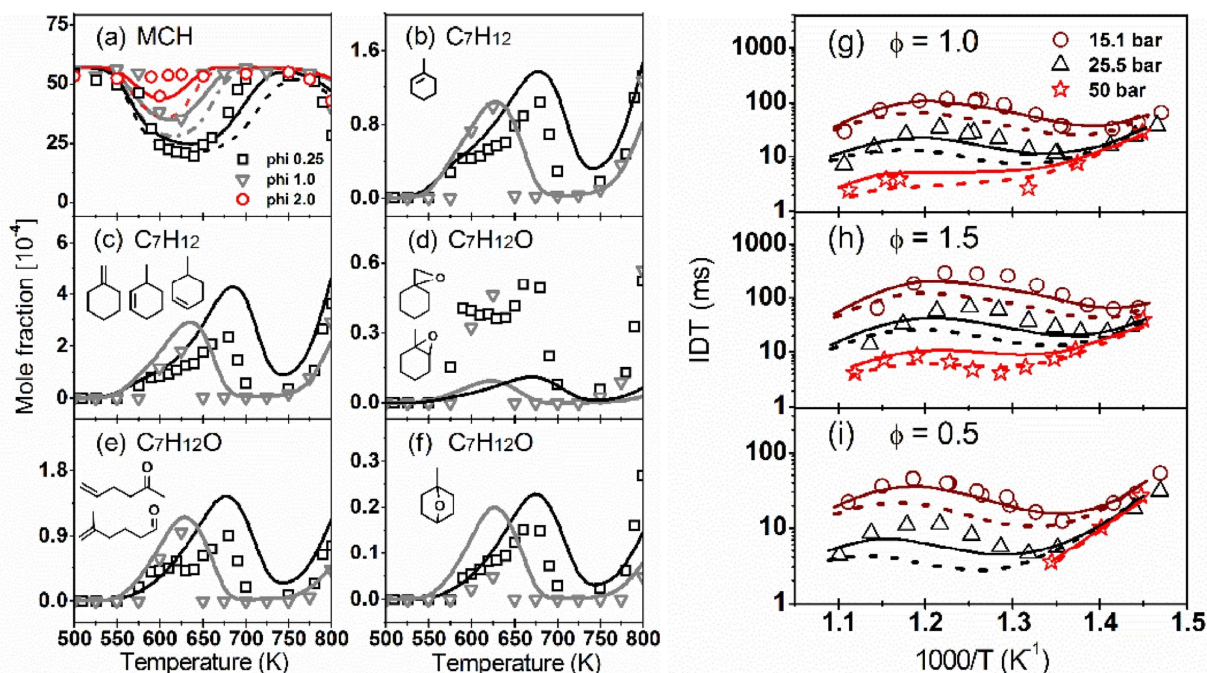 75
50
25
0
(a) MCH
phi 0.25
phi 1.0
phi 2.0
1.6
0.8
0.0
(b) C₇H₁₂
6
4
2
0
(c) C₇H₁₂
0.6
0.3
0.0
(d) C₇H₁₂O
O
O
1.8
0.9
0.0
(e) C₇H₁₂O
O
O
0.3
0.2
0.1
0.0
(f) C₇H₁₂O
O
Mole fraction [10⁻⁴]
500 550 600 650 700 750 800
500 550 600 650 700 750 800
Temperature (K)
Temperature (K)
1000
100
10
1
(g) ϕ = 1.0
15.1 bar
25.5 bar
50 bar
1000
100
10
1
(h) ϕ = 1.5
100
10
1
(i) ϕ = 0.5
IDT (ms)
1.1 1.2 1.3 1.4 1.5
1000/T (K⁻¹)